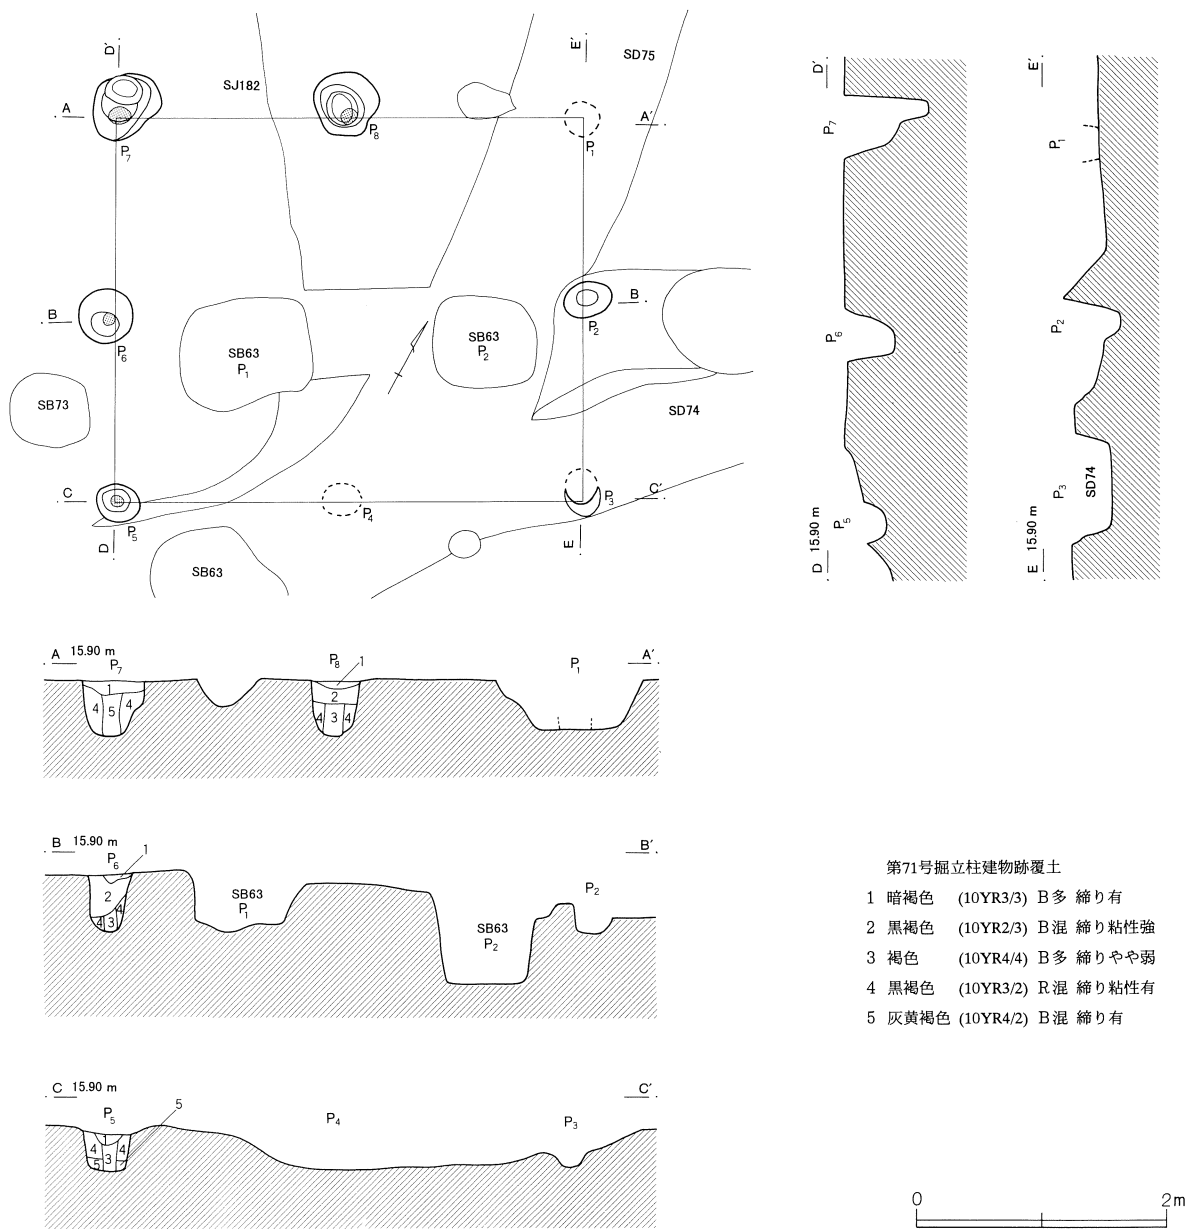 D'
E'
SD75
SJ182
A
A'
P7
P8
P1
B
B
P6
P2
SB63
P1
SB63
P2
SB73
SD74
C
C'
P5
P4
P3
D
E
SB63
D'
P7
P6
P5
D 15.90 m
E'
P1
P2
P3
SD74
E 15.90 m
A 15.90 m
A'
P7
P8
1
P1
1
2
4 5 4
4 3 4
B 15.90 m
B'
P6
1
SB63
P1
P2
2
4
4 3
SB63
P2
C 15.90 m
C'
P5
5
P4
P3
1
4 4
3
5
第71号掘立柱建物跡覆土
1 暗褐色 (10YR3/3) B多 締り有
2 黒褐色 (10YR2/3) B混 締り粘性強
3 褐色 (10YR4/4) B多 締りやや弱
4 黒褐色 (10YR3/2) R混 締り粘性有
5 灰黄褐色 (10YR4/2) B混 締り有
0 2m